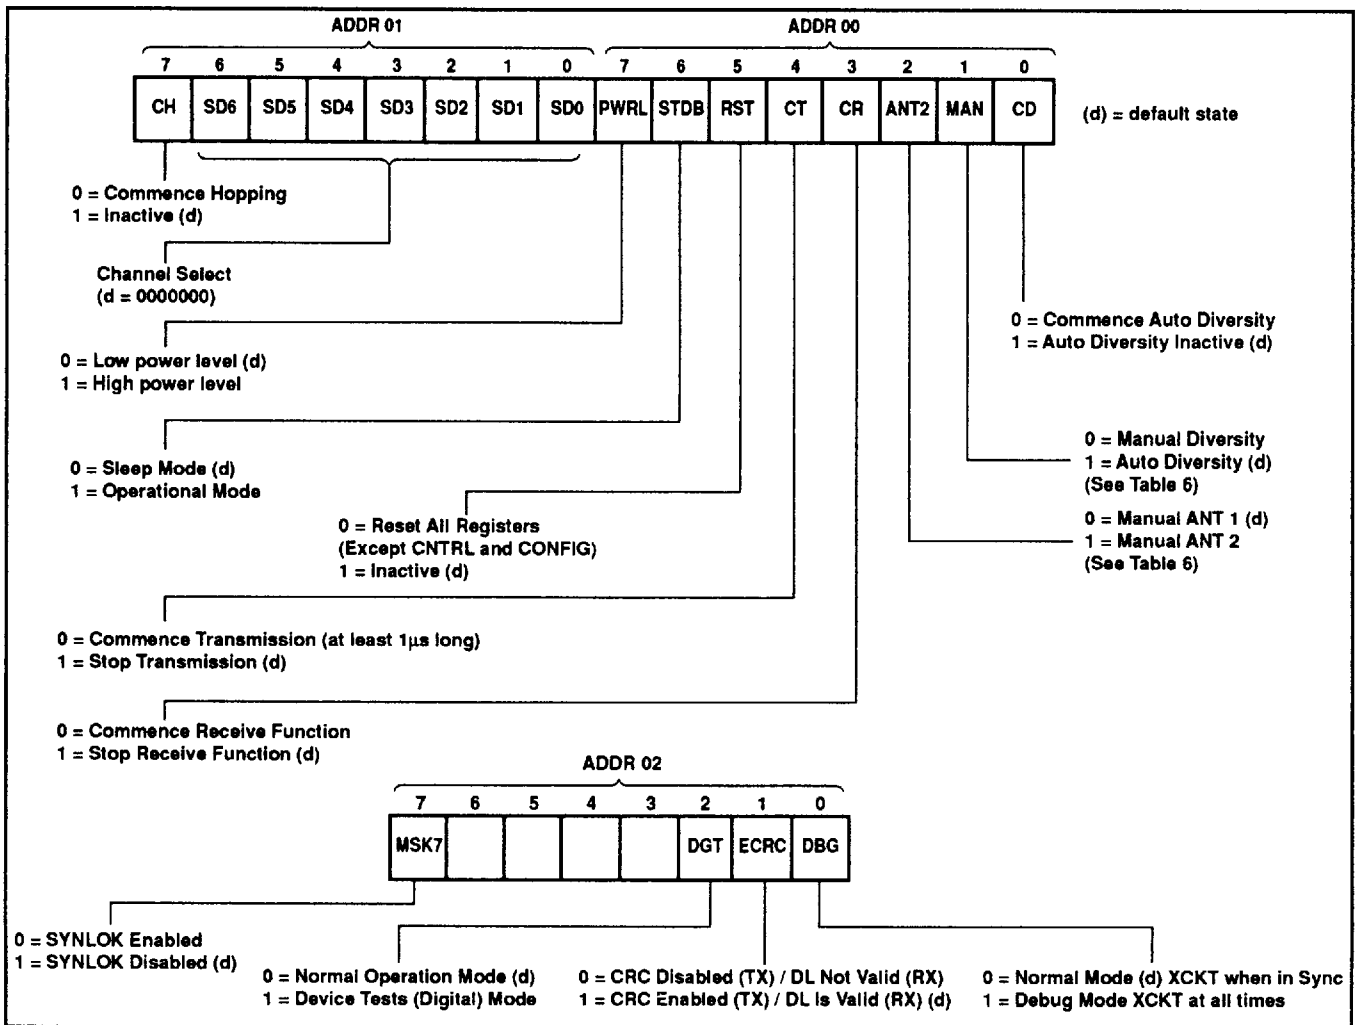 ADDR 01
ADDR 00
7 6 5 4 3 2 1 0 7 6 5 4 3 2 1 0
CH SD6 SD5 SD4 SD3 SD2 SD1 SD0 PWRL STDB RST CT CR ANT2 MAN CD
(d) = default state
0 = Commence Hopping
1 = Inactive (d)
Channel Select
(d = 0000000)
0 = Commence Auto Diversity
1 = Auto Diversity Inactive (d)
0 = Low power level (d)
1 = High power level
0 = Manual Diversity
1 = Auto Diversity (d)
(See Table 6)
0 = Sleep Mode (d)
1 = Operational Mode
0 = Manual ANT 1 (d)
1 = Manual ANT 2
(See Table 6)
0 = Reset All Registers
(Except CNTRL and CONFIG)
1 = Inactive (d)
0 = Commence Transmission (at least 1µs long)
1 = Stop Transmission (d)
0 = Commence Receive Function
1 = Stop Receive Function (d)
ADDR 02
7 6 5 4 3 2 1 0
MSK7 DGT ECRC DBG
0 = SYNLOK Enabled
1 = SYNLOK Disabled (d)
0 = Normal Operation Mode (d)
1 = Device Tests (Digital) Mode
0 = CRC Disabled (TX) / DL Not Valid (RX)
1 = CRC Enabled (TX) / DL Is Valid (RX) (d)
0 = Normal Mode (d) XCKT when in Sync
1 = Debug Mode XCKT at all times